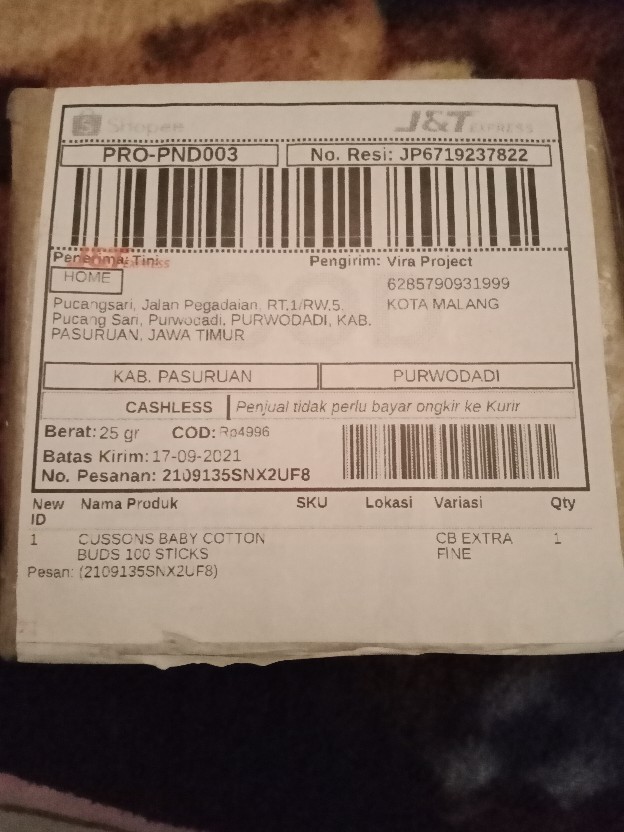 Shopee
J&T EXPRESS
PRO-PND003
No. Resi: JP6719237822
Penerima: Tini
Pengirim: Vira Project
HOME
6285790931999
KOTA MALANG
Pucangsari, Jalan Pegadaian, RT.1/RW.5,
Pucang Sari, Purwodadi, PURWODADI, KAB.
PASURUAN, JAWA TIMUR
COD
KAB. PASURUAN
PURWODADI
CASHLESS
Penjual tidak perlu bayar ongkir ke Kurir
Berat: 25 gr
COD: Rp4996
Batas Kirim: 17-09-2021
No. Pesanan: 2109135SNX2UF8
New ID Nama Produk SKU Lokasi Variasi Qty
1 CUSSONS BABY COTTON CB EXTRA 1
BUDS 100 STICKS FINE
Pesan: (2109135SNX2UF8)